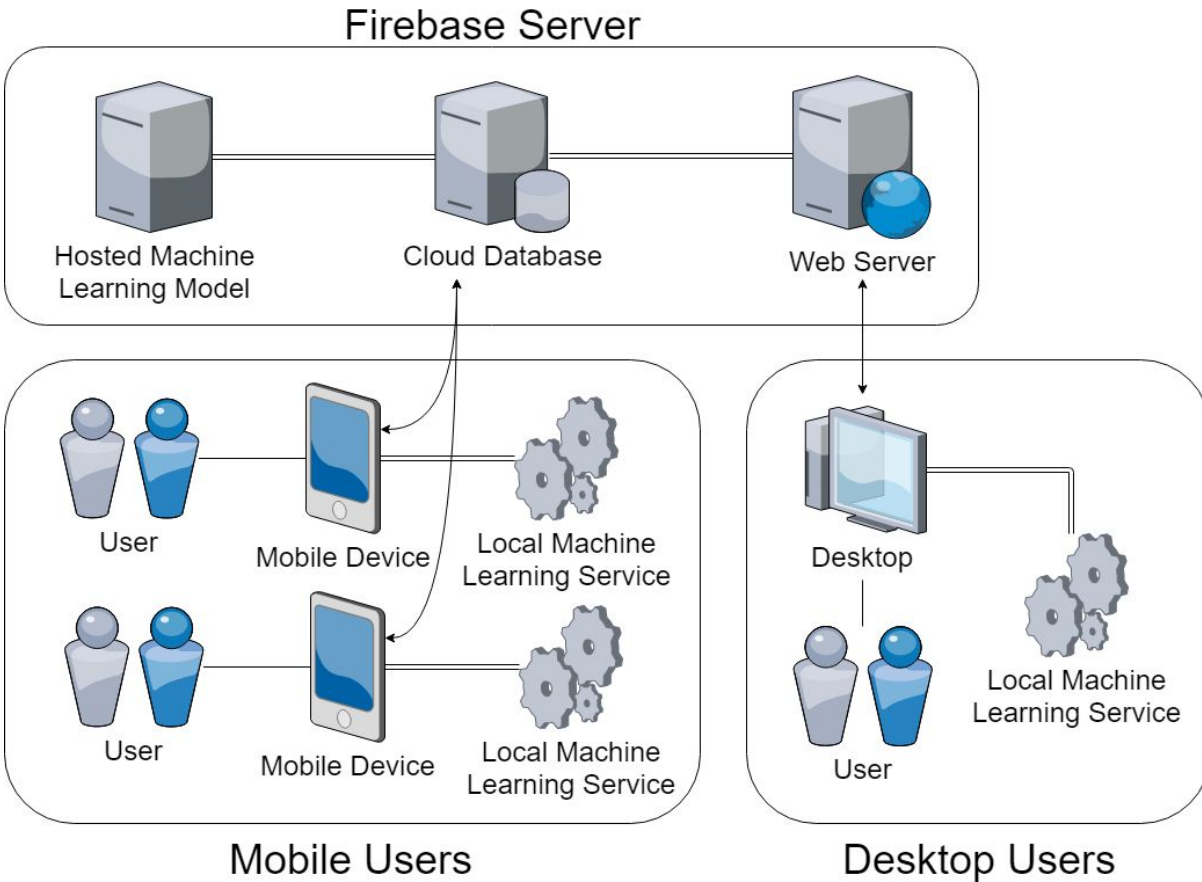 Firebase Server
Hosted Machine
Learning Model
Cloud Database
Web Server
User
Mobile Device
Local Machine
Learning Service
User
Mobile Device
Local Machine
Learning Service
Mobile Users
Desktop
User
Local Machine
Learning Service
Desktop Users